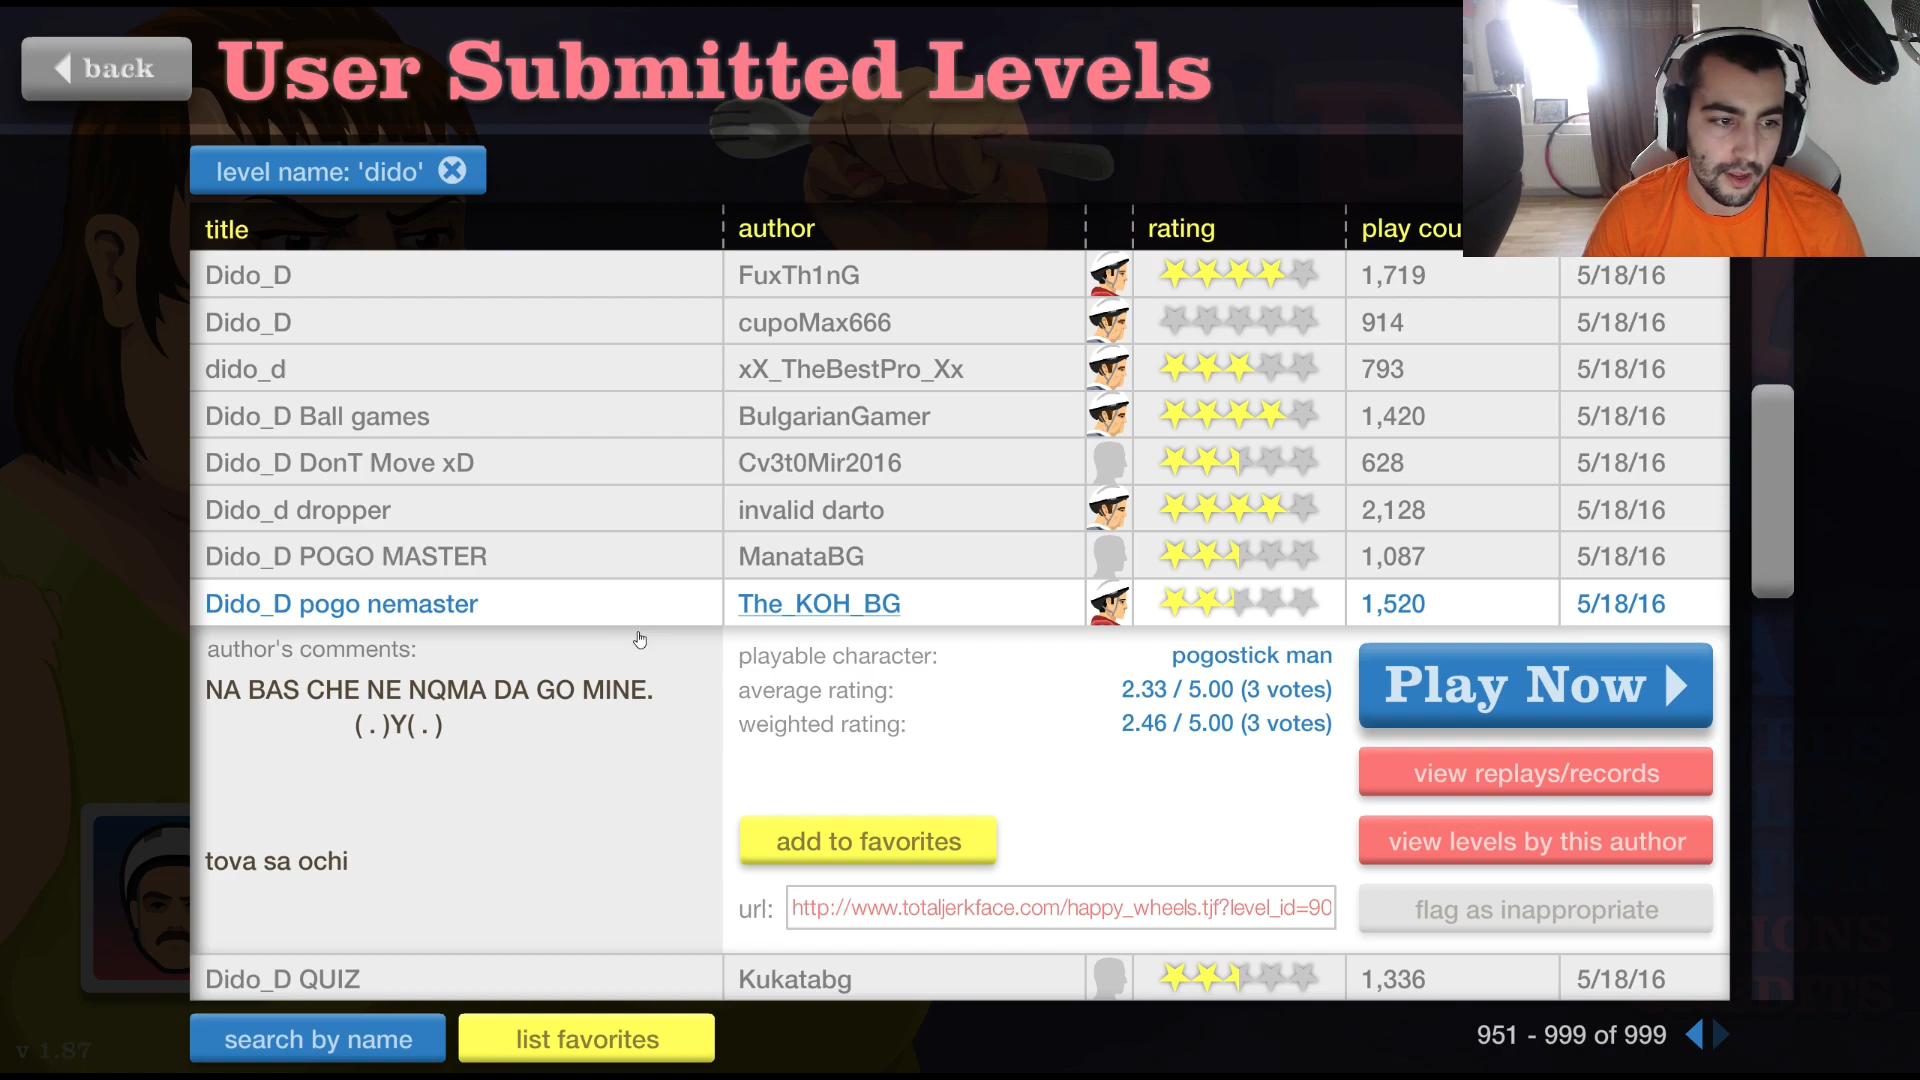 back
User Submitted Levels
level name: 'dido'
title author rating play cou
Dido_D FuxTh1nG 1,719 5/18/16
Dido_D cupoMax666 914 5/18/16
dido_d xX_TheBestPro_Xx 793 5/18/16
Dido_D Ball games BulgarianGamer 1,420 5/18/16
Dido_D DonT Move xD Cv3t0Mir2016 628 5/18/16
Dido_d dropper invalid darto 2,128 5/18/16
Dido_D POGO MASTER ManataBG 1,087 5/18/16
Dido_D pogo nemaster The_KOH_BG 1,520 5/18/16
author's comments:
NA BAS CHE NE NQMA DA GO MINE.
( . )Y( . )
tova sa ochi
playable character: pogostick man
average rating: 2.33 / 5.00 (3 votes)
weighted rating: 2.46 / 5.00 (3 votes)
add to favorites
url: http://www.totaljerkface.com/happy_wheels.tjf?level_id=90
Play Now
view replays/records
view levels by this author
flag as inappropriate
Dido_D QUIZ Kukatabg 1,336 5/18/16
search by name list favorites 951 - 999 of 999
v 1.87